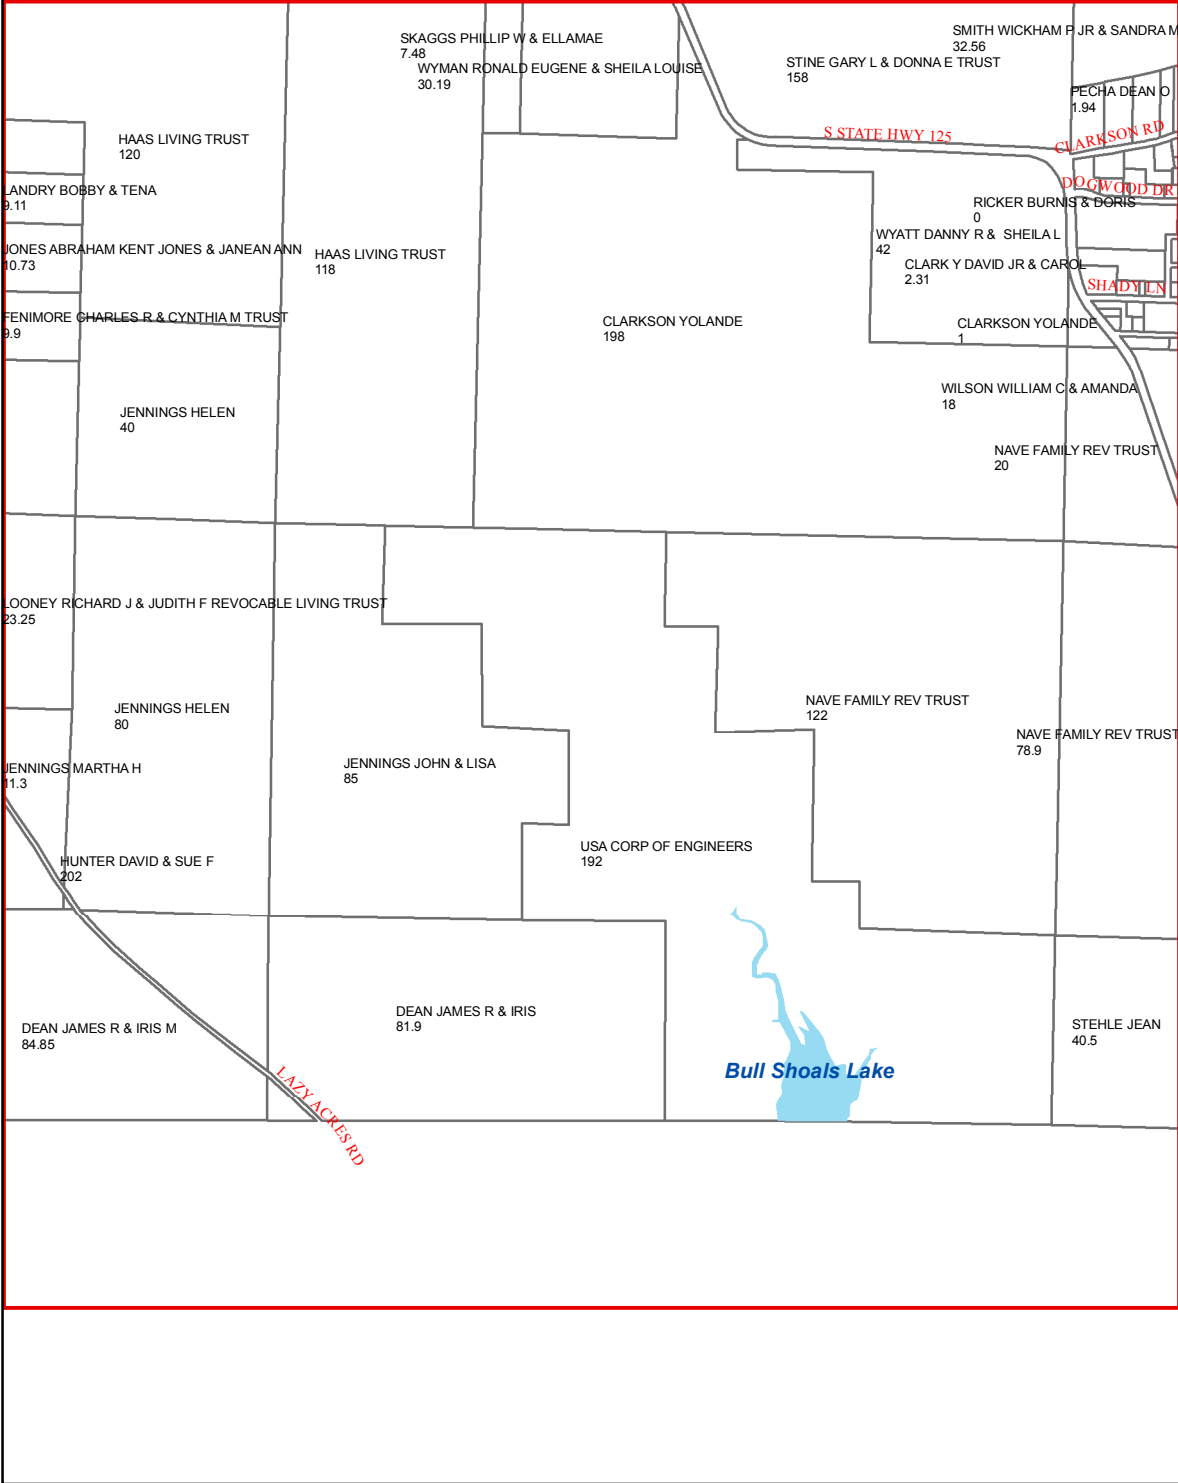 SMITH WICKHAM P JR & SANDRA M
32.56
SKAGGS PHILLIP W & ELLAMAE
7.48
WYMAN RONALD EUGENE & SHEILA LOUISE
30.19
STINE GARY L & DONNA E TRUST
158
PECHA DEAN O
1.94
S STATE HWY 125
CLARKSON RD
HAAS LIVING TRUST
120
LANDRY BOBBY & TENA
9.11
DOGWOOD DR
RICKER BURNIS & DORIS
0
WYATT DANNY R & SHEILA L
42
JONES ABRAHAM KENT JONES & JANEAN ANN
10.73
HAAS LIVING TRUST
118
CLARK Y DAVID JR & CAROL
2.31
SHADY LN
FENIMORE CHARLES R & CYNTHIA M TRUST
9.9
CLARKSON YOLANDE
198
CLARKSON YOLANDE
1
WILSON WILLIAM C & AMANDA
18
JENNINGS HELEN
40
NAVE FAMILY REV TRUST
20
LOONEY RICHARD J & JUDITH F REVOCABLE LIVING TRUST
23.25
JENNINGS HELEN
80
NAVE FAMILY REV TRUST
122
NAVE FAMILY REV TRUST
78.9
JENNINGS MARTHA H
11.3
JENNINGS JOHN & LISA
85
USA CORP OF ENGINEERS
192
HUNTER DAVID & SUE F
202
DEAN JAMES R & IRIS M
84.85
DEAN JAMES R & IRIS
81.9
STEHLE JEAN
40.5
Bull Shoals Lake
LAZY ACRES RD